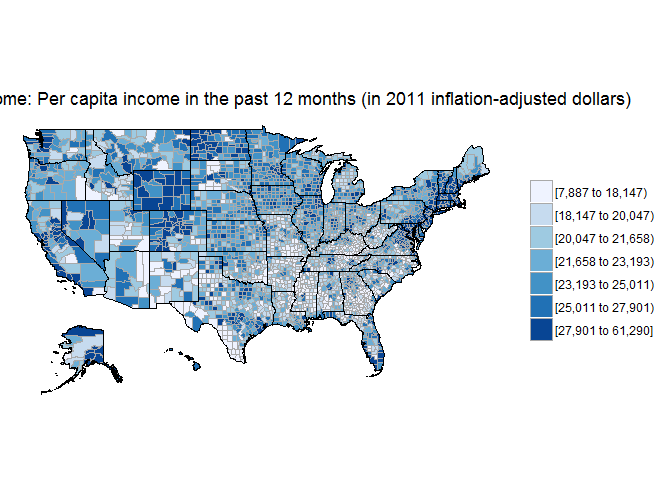 ome: Per capita income in the past 12 months (in 2011 inflation-adjusted dollars)
[7,887 to 18,147)
[18,147 to 20,047)
[20,047 to 21,658)
[21,658 to 23,193)
[23,193 to 25,011)
[25,011 to 27,901)
[27,901 to 61,290]